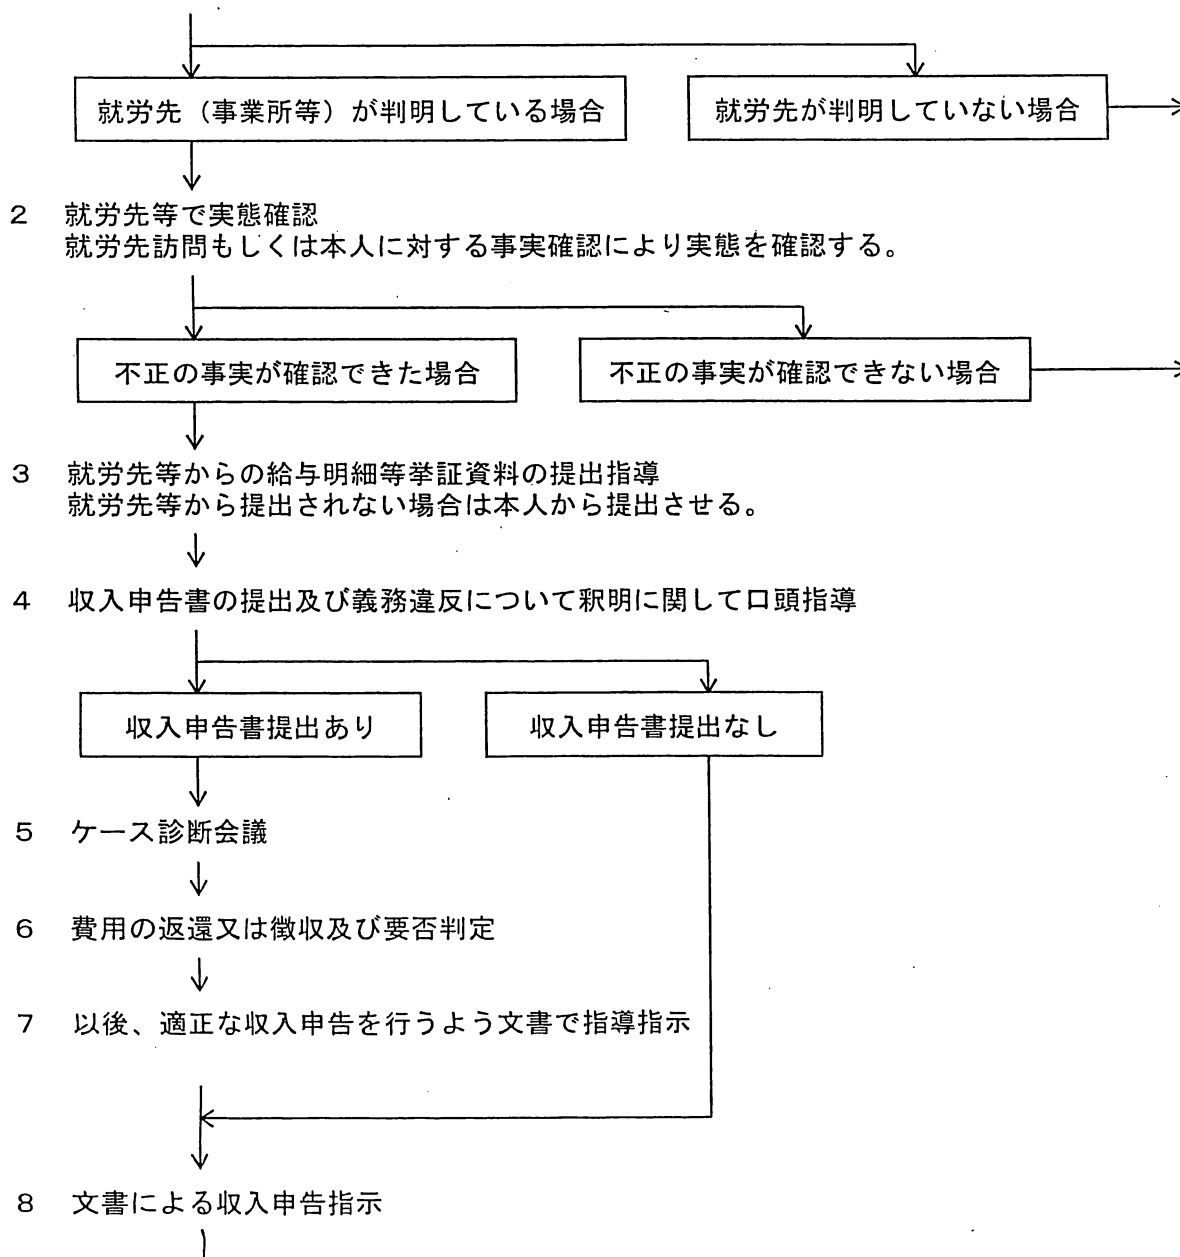 就労先（事業所等）が判明している場合
就労先が判明していない場合
2 就労先等で実態確認
就労先訪問もしくは本人に対する事実確認により実態を確認する。
不正の事実が確認できた場合
不正の事実が確認できない場合
3 就労先等からの給与明細等挙証資料の提出指導
就労先等から提出されない場合は本人から提出させる。
4 収入申告書の提出及び義務違反について釈明に関して口頭指導
収入申告書提出あり
収入申告書提出なし
5 ケース診断会議
6 費用の返還又は徴収及び要否判定
7 以後、適正な収入申告を行うよう文書で指導指示
8 文書による収入申告指示